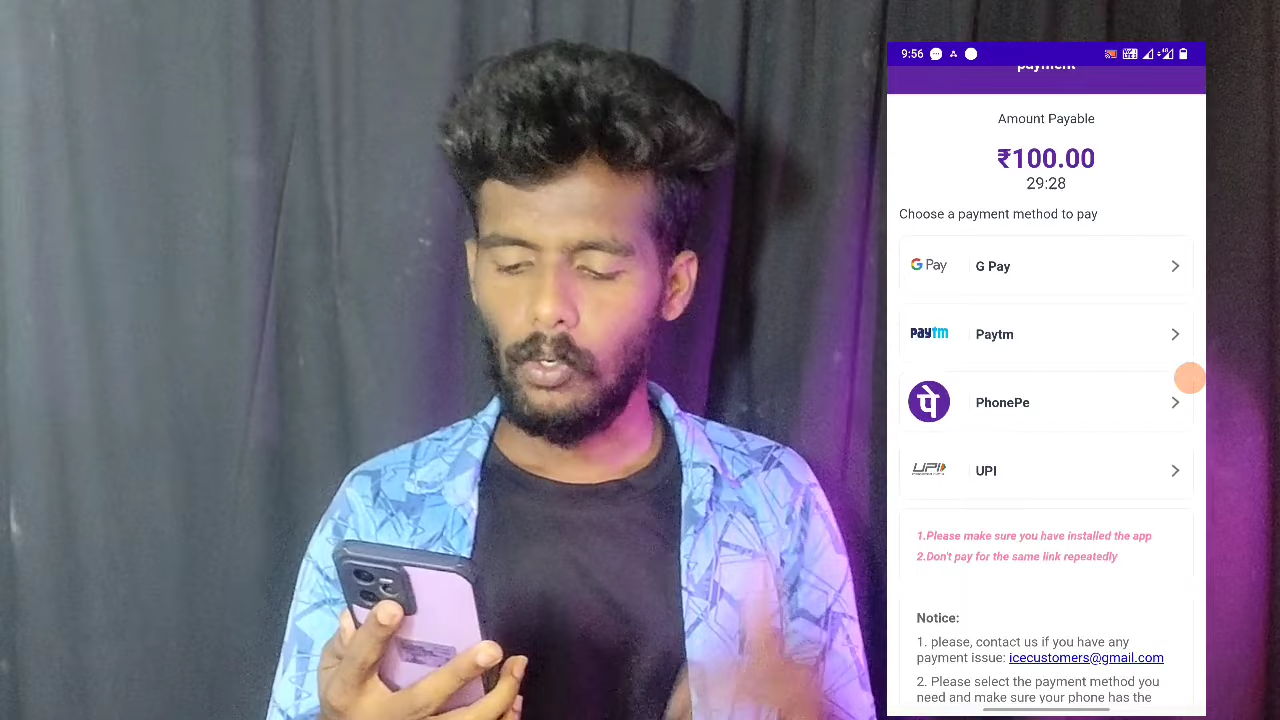 9:56
payment
Amount Payable
₹100.00
29:28
Choose a payment method to pay
G Pay G Pay
Paytm Paytm
पे PhonePe
UPI UPI
1.Please make sure you have installed the app
2.Don't pay for the same link repeatedly
Notice:
1. please, contact us if you have any
payment issue: icecustomers@gmail.com
2. Please select the payment method you
need and make sure your phone has the